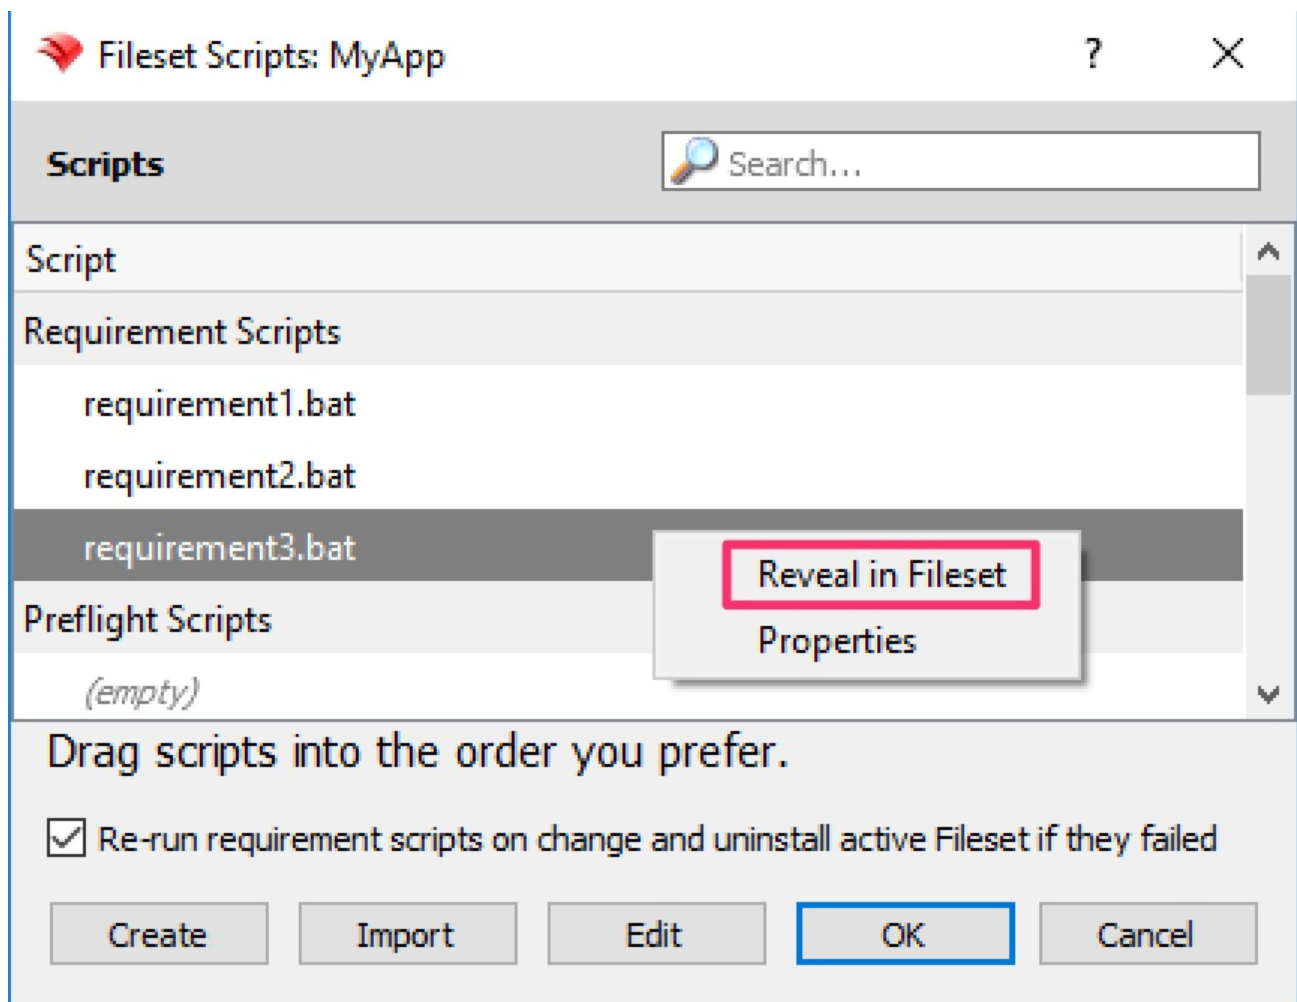 Fileset Scripts: MyApp ?
Scripts
Search...
Script
Requirement Scripts
requirement1.bat
requirement2.bat
requirement3.bat
Reveal in Fileset
Properties
Preflight Scripts
(empty)
Drag scripts into the order you prefer.
Re-run requirement scripts on change and uninstall active Fileset if they failed
Create Import Edit OK Cancel